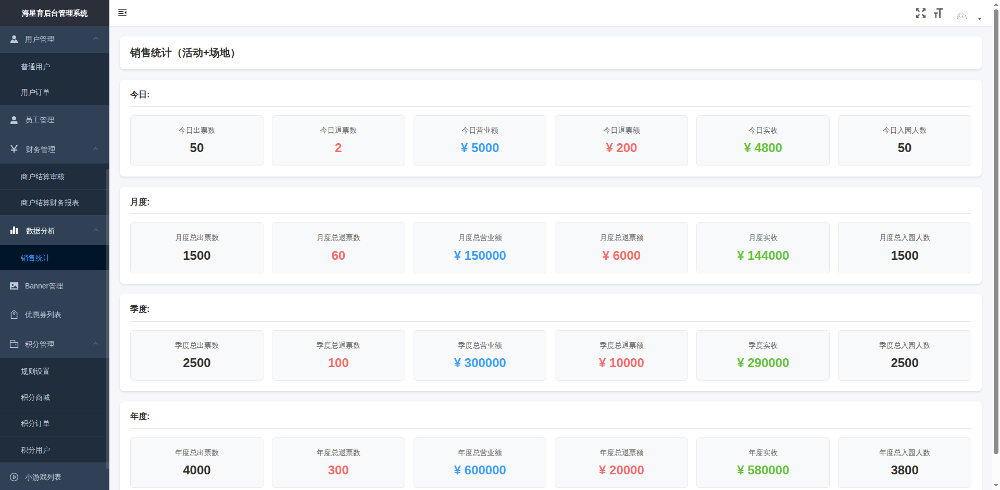 海星育后台管理系统
用户管理
普通用户
用户订单
员工管理
财务管理
商户结算审核
商户结算财务报表
数据分析
销售统计
Banner管理
优惠券列表
积分管理
规则设置
积分商城
积分订单
积分用户
小游戏列表
销售统计（活动+场地）
今日:
今日出票数 今日退票数 今日营业额 今日退票额 今日实收 今日入园人数
50 2 ¥ 5000 ¥ 200 ¥ 4800 50
月度:
月度总出票数 月度总退票数 月度总营业额 月度总退票额 月度实收 月度总入园人数
1500 60 ¥ 150000 ¥ 6000 ¥ 144000 1500
季度:
季度总出票数 季度总退票数 季度总营业额 季度总退票额 季度实收 季度总入园人数
2500 100 ¥ 300000 ¥ 10000 ¥ 290000 2500
年度:
年度总出票数 年度总退票数 年度总营业额 年度总退票额 年度实收 年度总入园人数
4000 300 ¥ 600000 ¥ 20000 ¥ 580000 3800